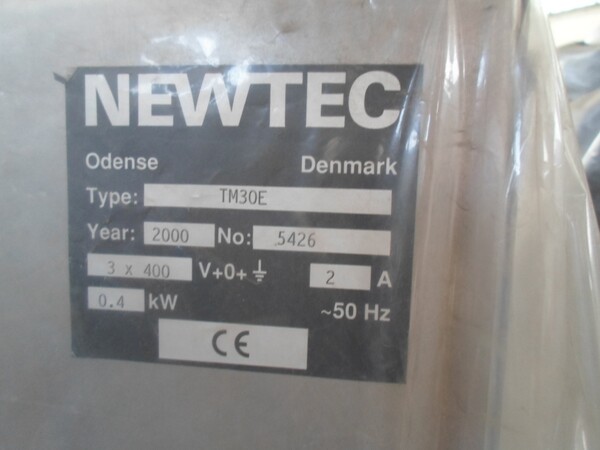 NEWTEC
Odense Denmark
Type: TM30E
Year: 2000 No: 5426
3 x 400 V+0+⏚ 2 A
0.4 kW ~50 Hz
CE